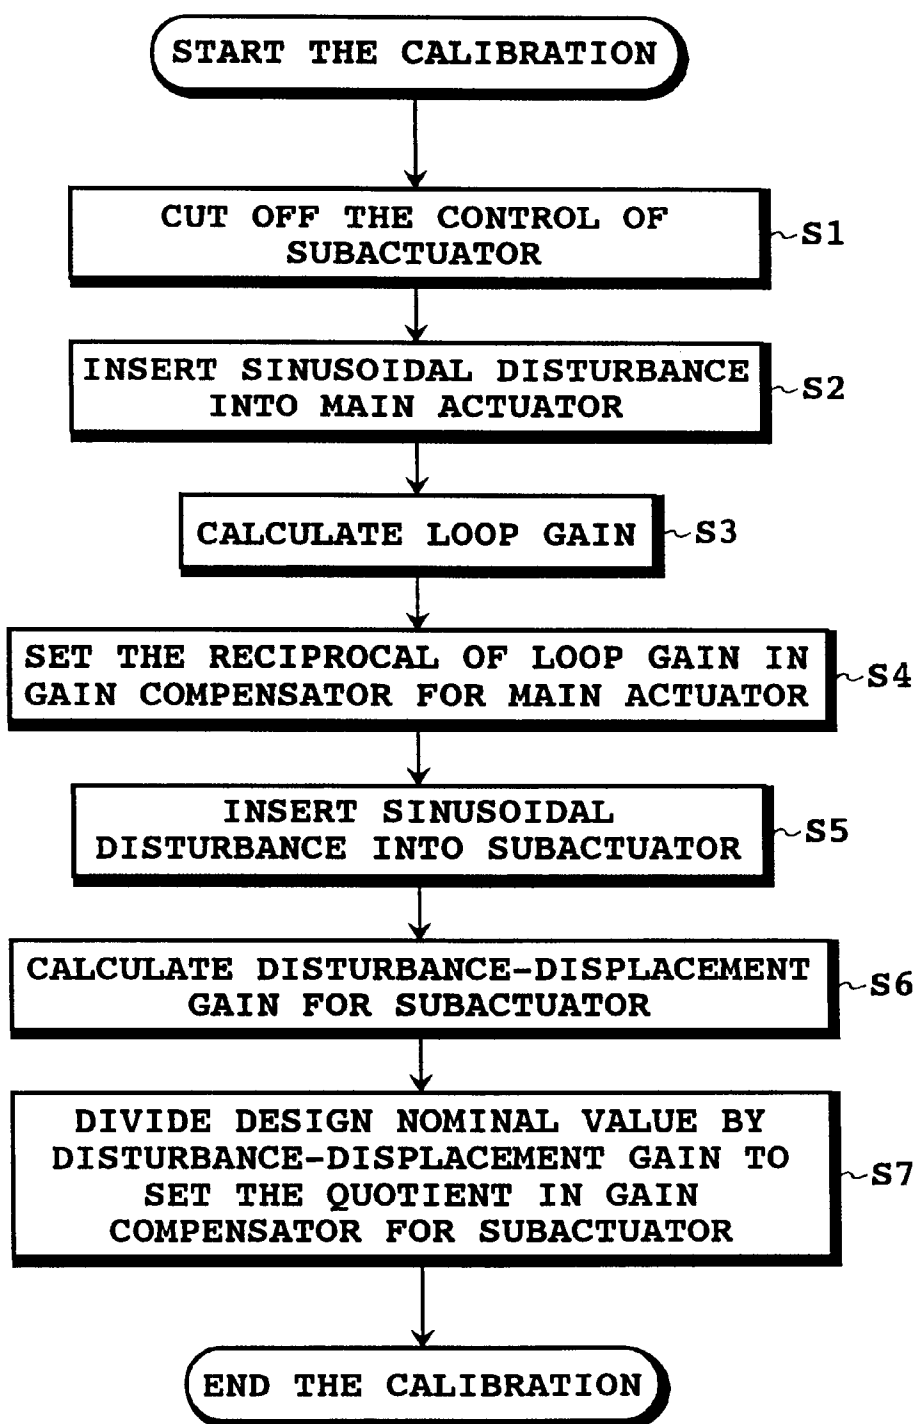 START THE CALIBRATION
CUT OFF THE CONTROL OF
SUBACTUATOR
S1
INSERT SINUSOIDAL DISTURBANCE
INTO MAIN ACTUATOR
S2
CALCULATE LOOP GAIN
S3
SET THE RECIPROCAL OF LOOP GAIN IN
GAIN COMPENSATOR FOR MAIN ACTUATOR
S4
INSERT SINUSOIDAL
DISTURBANCE INTO SUBACTUATOR
S5
CALCULATE DISTURBANCE-DISPLACEMENT
GAIN FOR SUBACTUATOR
S6
DIVIDE DESIGN NOMINAL VALUE BY
DISTURBANCE-DISPLACEMENT GAIN TO
SET THE QUOTIENT IN GAIN
COMPENSATOR FOR SUBACTUATOR
S7
END THE CALIBRATION